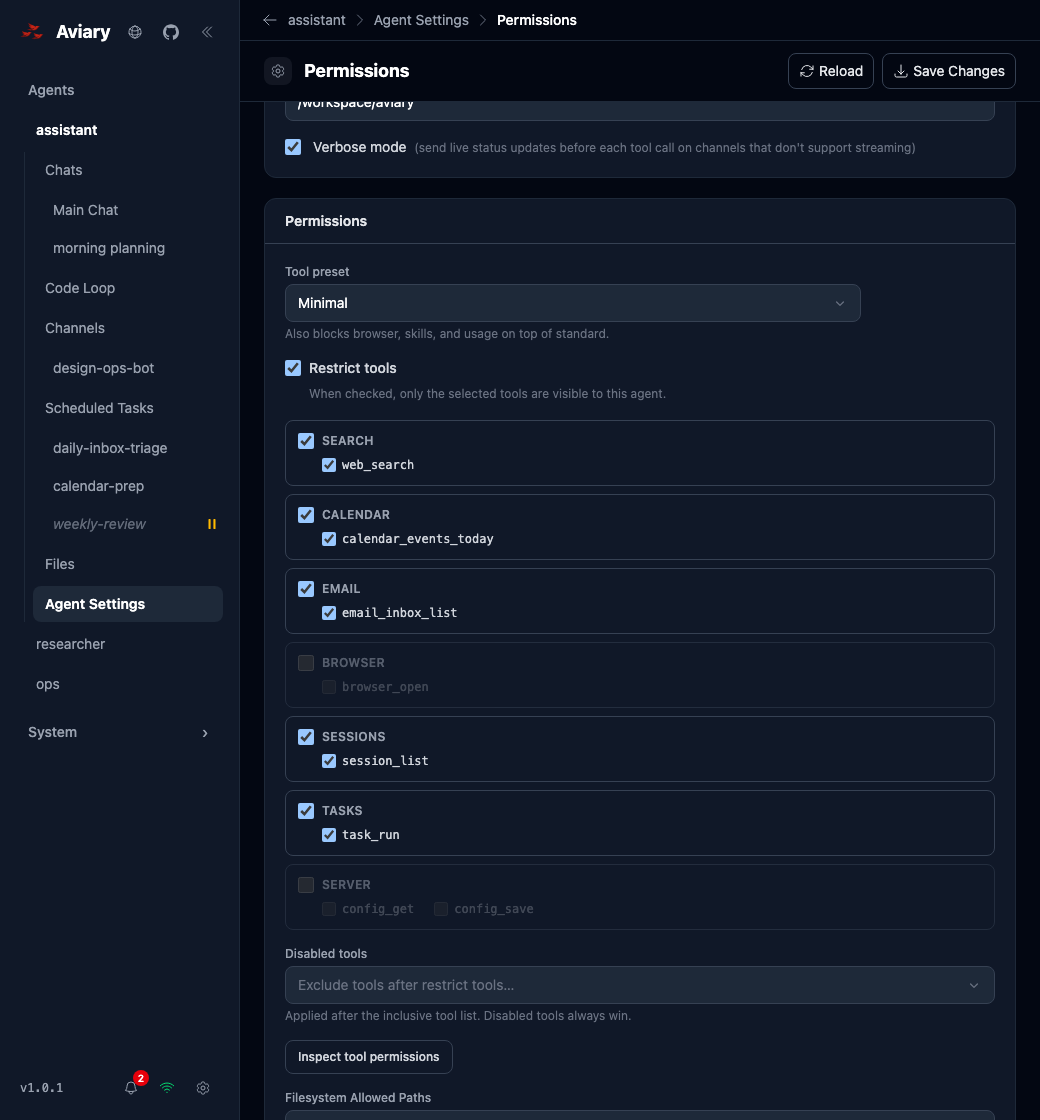 Aviary
Agents
assistant
Chats
Main Chat
morning planning
Code Loop
Channels
design-ops-bot
Scheduled Tasks
daily-inbox-triage
calendar-prep
weekly-review
Files
Agent Settings
researcher
ops
System
v1.0.1
2
assistant Agent Settings Permissions
Permissions
Reload
Save Changes
/workspace/aviary
Verbose mode (send live status updates before each tool call on channels that don't support streaming)
Permissions
Tool preset
Minimal
Also blocks browser, skills, and usage on top of standard.
Restrict tools
When checked, only the selected tools are visible to this agent.
SEARCH
web_search
CALENDAR
calendar_events_today
EMAIL
email_inbox_list
BROWSER
browser_open
SESSIONS
session_list
TASKS
task_run
SERVER
config_get config_save
Disabled tools
Exclude tools after restrict tools...
Applied after the inclusive tool list. Disabled tools always win.
Inspect tool permissions
Filesystem Allowed Paths